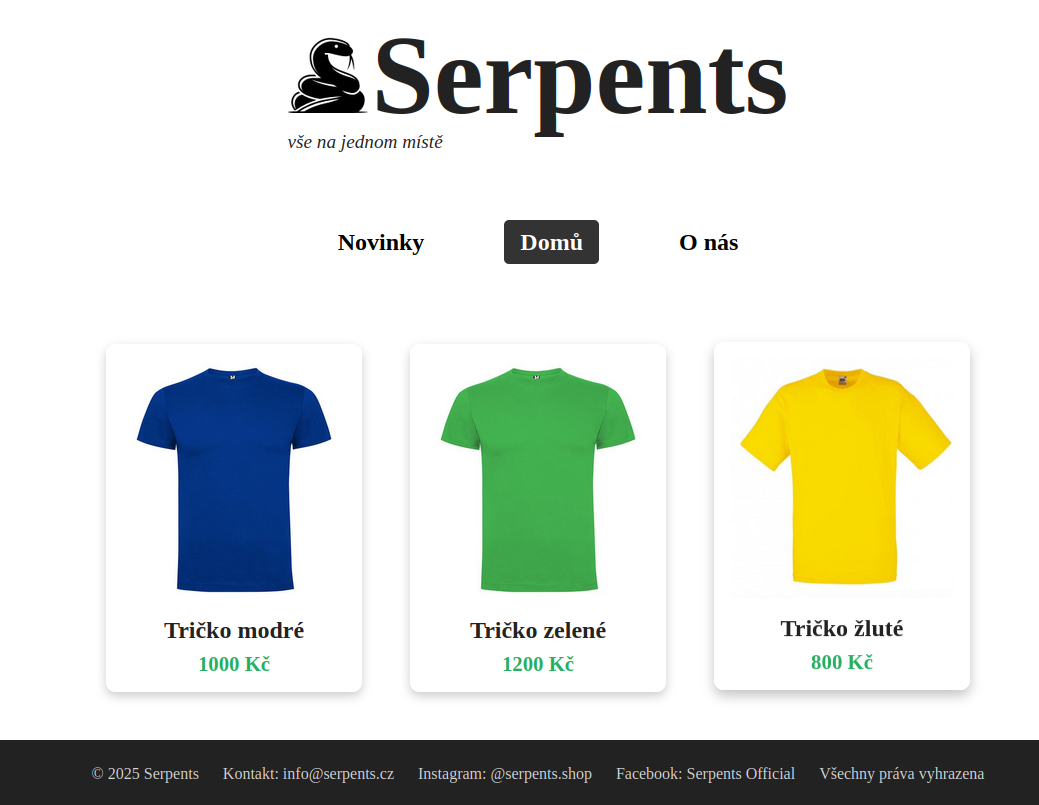 Serpents
vše na jednom místě
Novinky Domů O nás
Tričko modré Tričko zelené Tričko žluté
1000 Kč 1200 Kč 800 Kč
© 2025 Serpents Kontakt: info@serpents.cz Instagram: @serpents.shop Facebook: Serpents Official Všechny práva vyhrazena